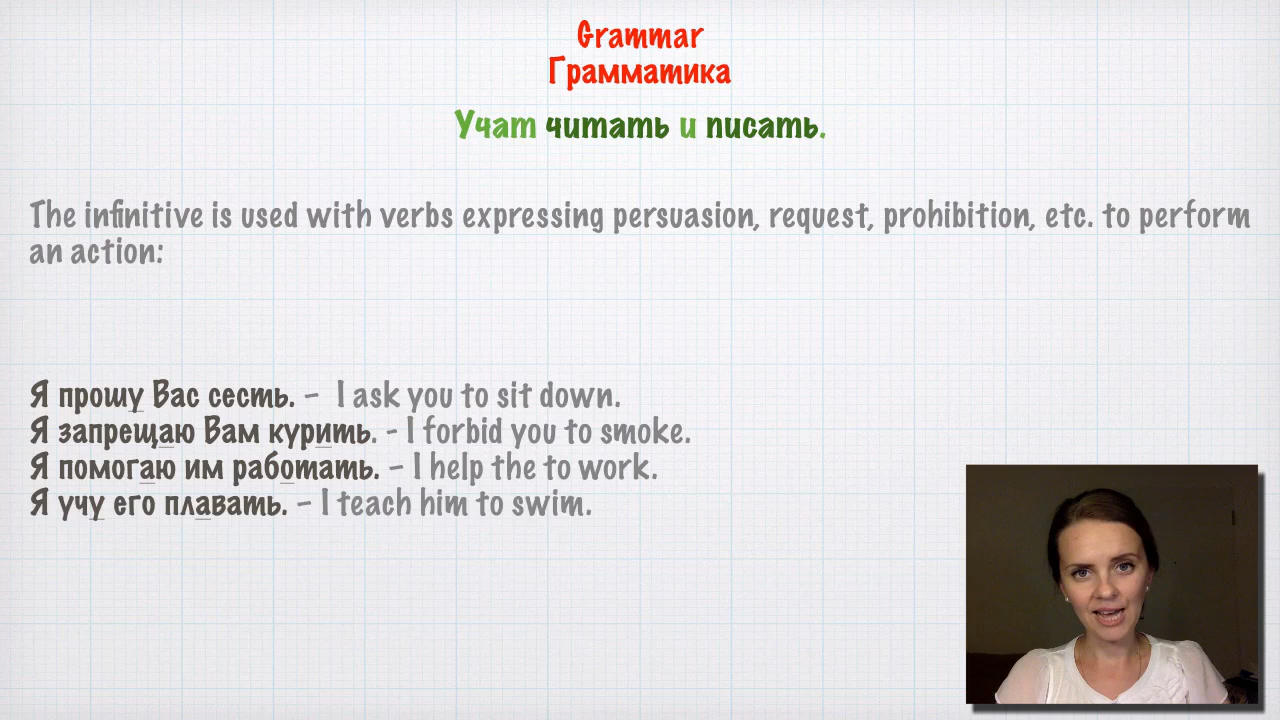 Grammar
Грамматика
Учат читать и писать.
The infinitive is used with verbs expressing persuasion, request, prohibition, etc. to perform
an action:
Я прошу Вас сесть. – I ask you to sit down.
Я запрещаю Вам курить. - I forbid you to smoke.
Я помогаю им работать. – I help the to work.
Я учу его плавать. – I teach him to swim.